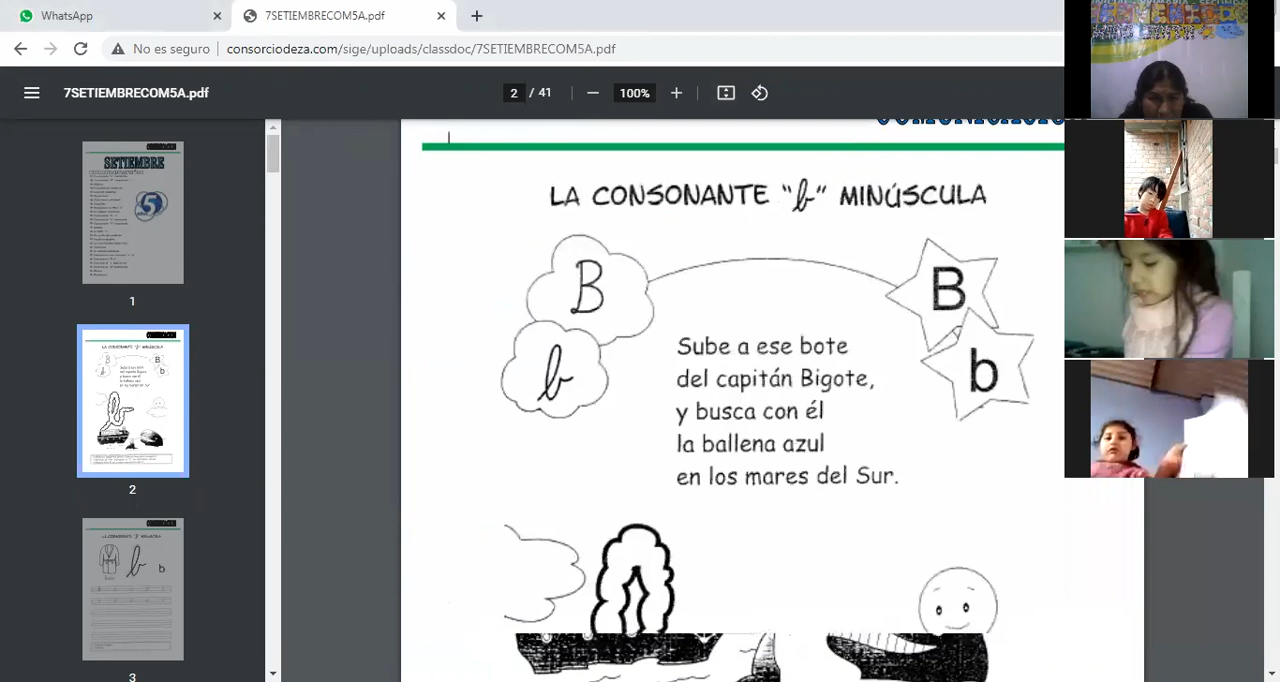 WhatsApp
7SETIEMBRECOM5A.pdf
No es seguro
consorciodeza.com/sige/uploads/classdoc/7SETIEMBRECOM5A.pdf
7SETIEMBRECOM5A.pdf
2 / 41
100%
SETIEMBRE
5
1
2
3
LA CONSONANTE "b" MINÚSCULA
B
b
B
b
Sube a ese bote
del capitán Bigote,
y busca con él
la ballena azul
en los mares del Sur.